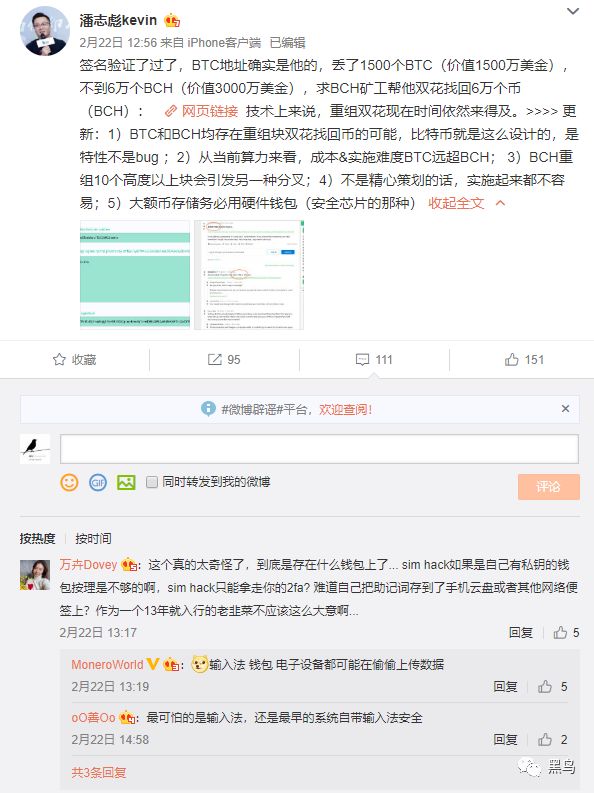 潘志彪kevin
2月22日 12:56 来自 iPhone客户端 已编辑
签名验证了过了，BTC地址确实是他的，丢了1500个BTC（价值1500万美金），
不到6万个BCH（价值3000万美金），求BCH矿工帮他双花找回6万个币
（BCH）： 网页链接 技术上来说，重组双花现在时间依然来得及。>>>> 更
新：1）BTC和BCH均存在重组块双花找回币的可能，比特币就是这么设计的，是
特性不是bug ；2）从当前算力来看，成本&实施难度BTC远超BCH； 3）BCH重
组10个高度以上块会引发另一种分叉；4）不是精心策划的话，实施起来都不容
易；5）大额币存储务必用硬件钱包（安全芯片的那种） 收起全文
收藏 95 111 151
#微博辟谣#平台，欢迎查阅！ ×
GIF 同时转发到我的微博 评论
按热度 按时间
万卉Dovey ：这个真的太奇怪了，到底是存在什么钱包上了... sim hack如果是自己有私钥的钱
包按理是不够的啊，sim hack只能拿走你的2fa? 难道自己把助记词存到了手机云盘或者其他网络便
签上？作为一个13年就入行的老韭菜不应该这么大意啊...
2月22日 13:17 回复 5
MoneroWorld ：输入法 钱包 电子设备都可能在偷偷上传数据
2月22日 13:19 回复 5
oO善Oo ：最可怕的是输入法，还是最早的系统自带输入法安全
2月22日 14:58 回复 2
共3条回复
黑鸟